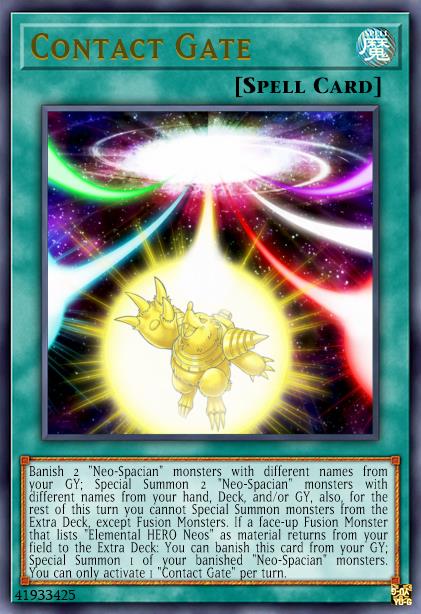 Contact Gate
SPELL
魔
[Spell Card]
Banish 2 "Neo-Spacian" monsters with different names from
your GY; Special Summon 2 "Neo-Spacian" monsters with
different names from your hand, Deck, and/or GY, also, for the
rest of this turn you cannot Special Summon monsters from the
Extra Deck, except Fusion Monsters. If a face-up Fusion Monster
that lists "Elemental HERO Neos" as material returns from your
field to the Extra Deck: You can banish this card from your GY;
Special Summon 1 of your banished "Neo-Spacian" monsters.
You can only activate 1 "Contact Gate" per turn.
41933425